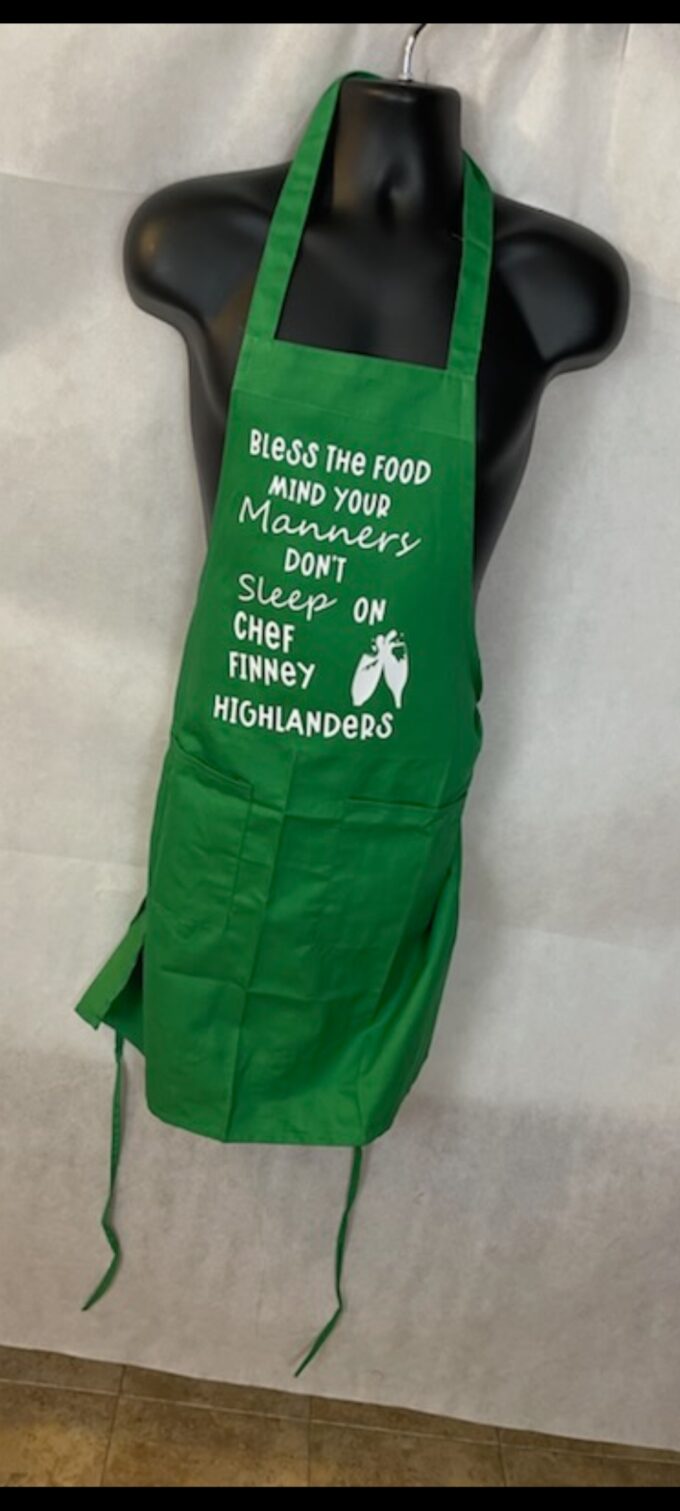 BLeSS THe FOOD
MIND YOUR
Manners
DON'T
Sleep ON
CHeF
FINNeY
HIGHLANDeRS